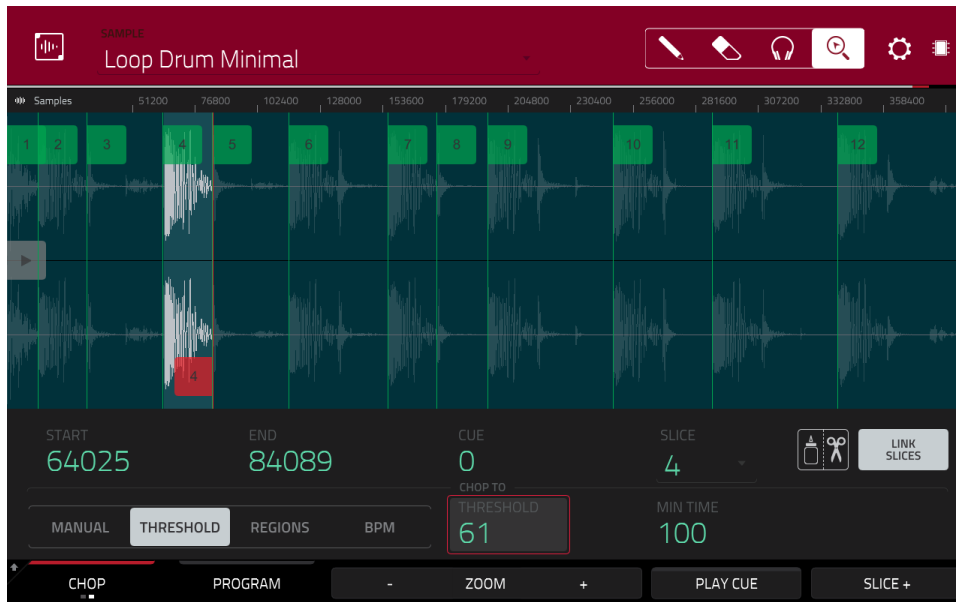 SAMPLE
Loop Drum Minimal
Samples 51200 76800 102400 128000 153600 179200 204800 230400 256000 281600 307200 332800 358400
1 2 3 4 5 6 7 8 9 10 11 12
4
START END CUE SLICE
64025 84089 0 4
LINK SLICES
CHOP TO
MANUAL THRESHOLD REGIONS BPM
THRESHOLD MIN TIME
61 100
CHOP PROGRAM - ZOOM + PLAY CUE SLICE +